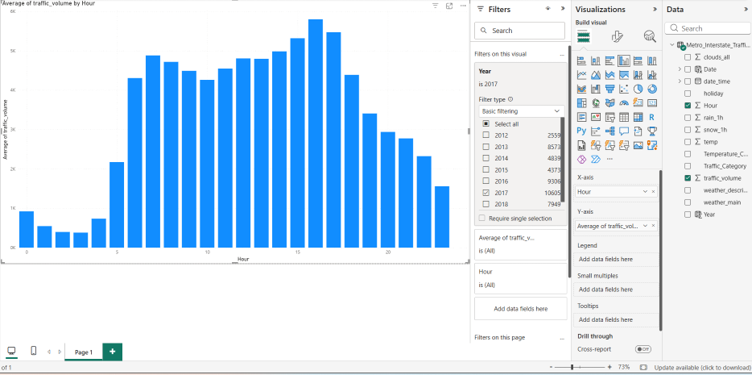 Average of traffic_volume by Hour
Average of traffic_volume
6K
5K
4K
3K
2K
1K
0K
0
5
10
15
20
Hour
Page 1
of 1
Filters
Search
Filters on this visual
Year
is 2017
Filter type
Basic filtering
Select all
2012 2559
2013 8573
2014 4839
2015 4373
2016 9306
2017 10605
2018 7949
Require single selection
Average of traffic_v...
is (All)
Hour
is (All)
Add data fields here
Filters on this page
Visualizations
Build visual
X-axis
Hour
Y-axis
Average of traffic_vol...
Legend
Add data fields here
Small multiples
Add data fields here
Tooltips
Add data fields here
Drill through
Cross-report
Off
73%
Update available (click to download)
Data
Search
Metro_Interstate_Traffi...
clouds_all
Date
date_time
holiday
Hour
rain_1h
snow_1h
temp
Temperature_C...
Traffic_Category
traffic_volume
weather_descri...
weather_main
Year